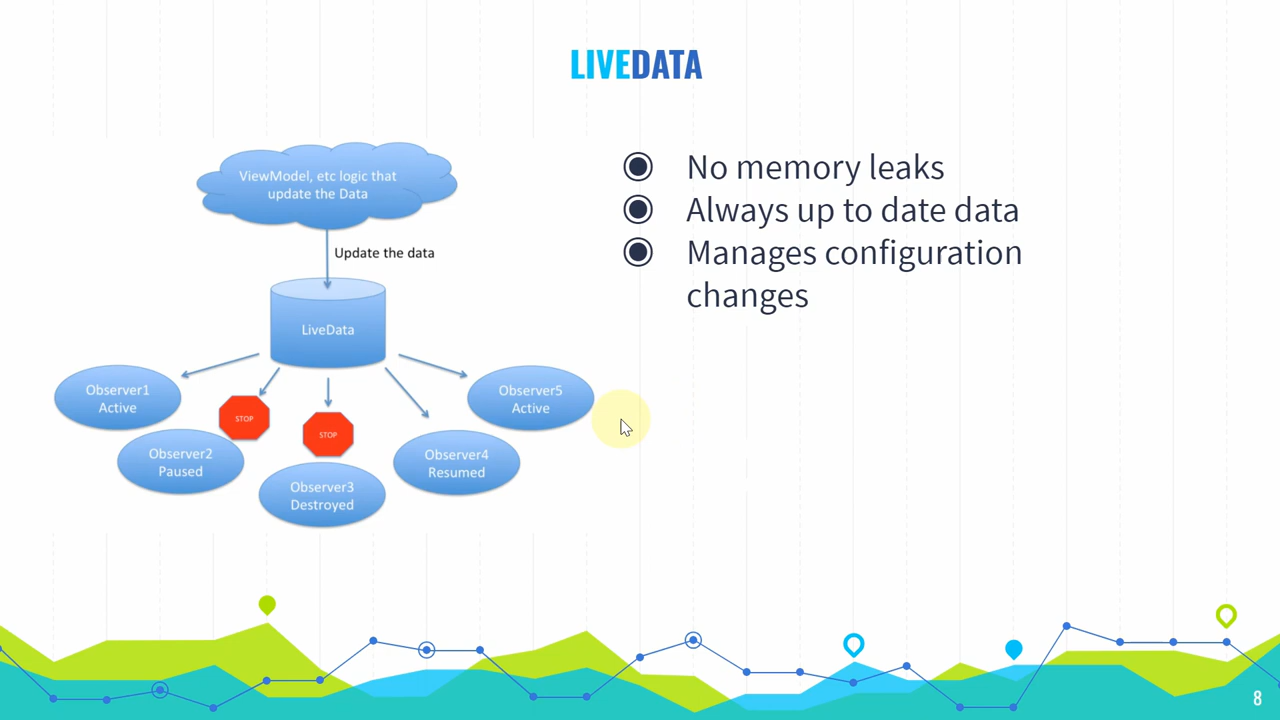 LIVEDATA
ViewModel, etc logic that
update the Data
Update the data
LiveData
Observer1
Active
STOP
Observer2
Paused
STOP
Observer3
Destroyed
Observer4
Resumed
Observer5
Active
No memory leaks
Always up to date data
Manages configuration
changes
8